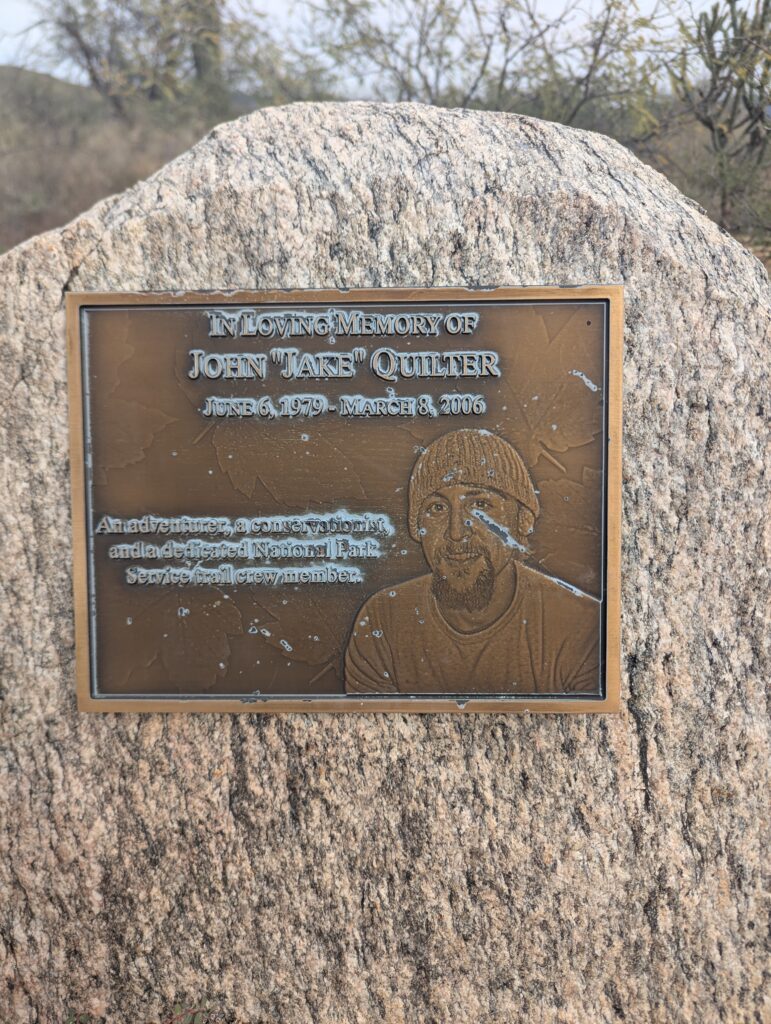 In Loving Memory of
John "Jake" Quilter
June 6, 1979 - March 8, 2006
An adventurer, a conservationist,
and a dedicated National Park
Service trail crew member.